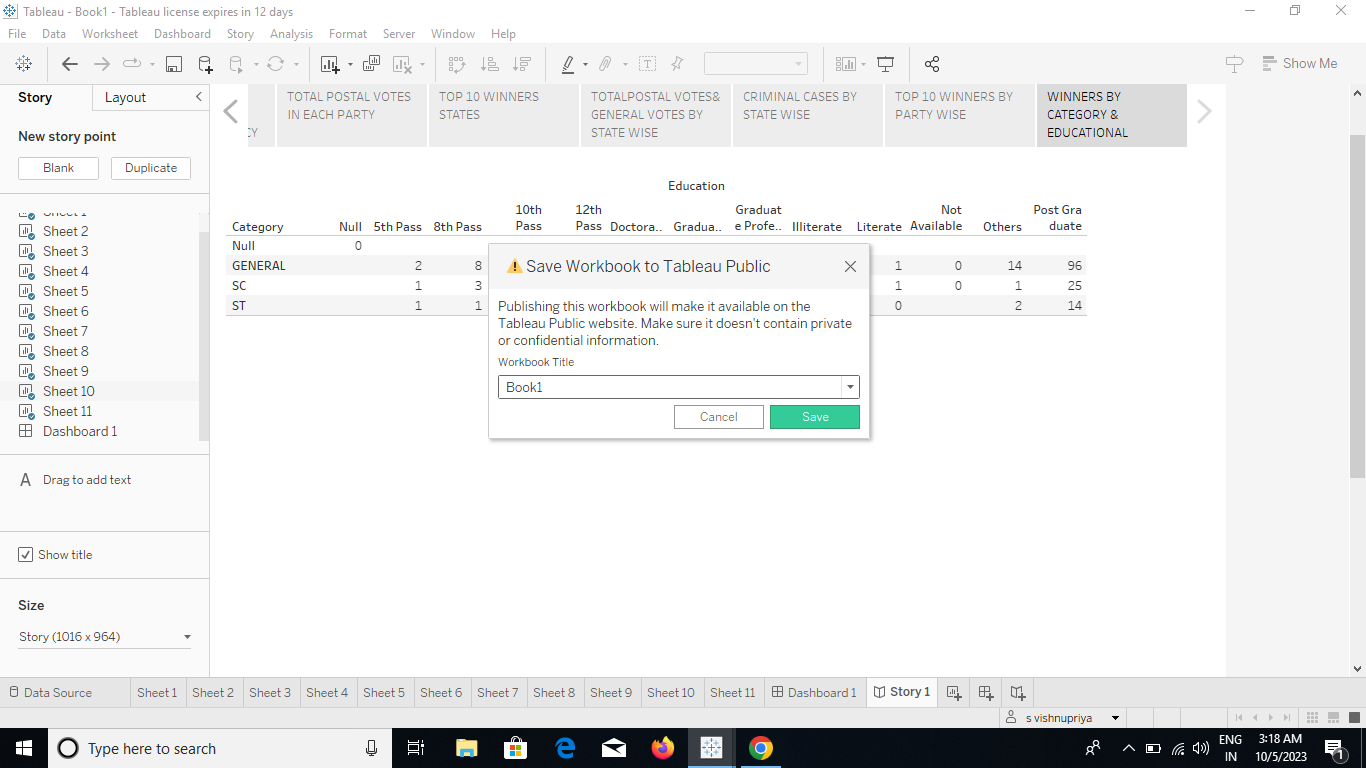 Tableau - Book1 - Tableau license expires in 12 days
File Data Worksheet Dashboard Story Analysis Format Server Window Help
Show Me
Story Layout
New story point
Blank Duplicate
Sheet 1
Sheet 2
Sheet 3
Sheet 4
Sheet 5
Sheet 6
Sheet 7
Sheet 8
Sheet 9
Sheet 10
Sheet 11
Dashboard 1
A Drag to add text
Show title
Size
Story (1016 x 964)
CY
TOTAL POSTAL VOTES
IN EACH PARTY
TOP 10 WINNERS
STATES
TOTALPOSTAL VOTES&
GENERAL VOTES BY
STATE WISE
CRIMINAL CASES BY
STATE WISE
TOP 10 WINNERS BY
PARTY WISE
WINNERS BY
CATEGORY &
EDUCATIONAL
Education
Category Null 5th Pass 8th Pass 10th Pass 12th Pass Doctora.. Gradua.. Graduat e Profe.. Illiterate Literate Not Available Others Post Gra duate
Null 0
GENERAL 2 8 1 0 14 96
SC 1 3 1 0 1 25
ST 1 1 0 2 14
Save Workbook to Tableau Public
Publishing this workbook will make it available on the
Tableau Public website. Make sure it doesn't contain private
or confidential information.
Workbook Title
Book1
Cancel Save
Data Source Sheet 1 Sheet 2 Sheet 3 Sheet 4 Sheet 5 Sheet 6 Sheet 7 Sheet 8 Sheet 9 Sheet 10 Sheet 11 Dashboard 1 Story 1
s vishnupriya
Type here to search
ENG
IN
3:18 AM
10/5/2023
1